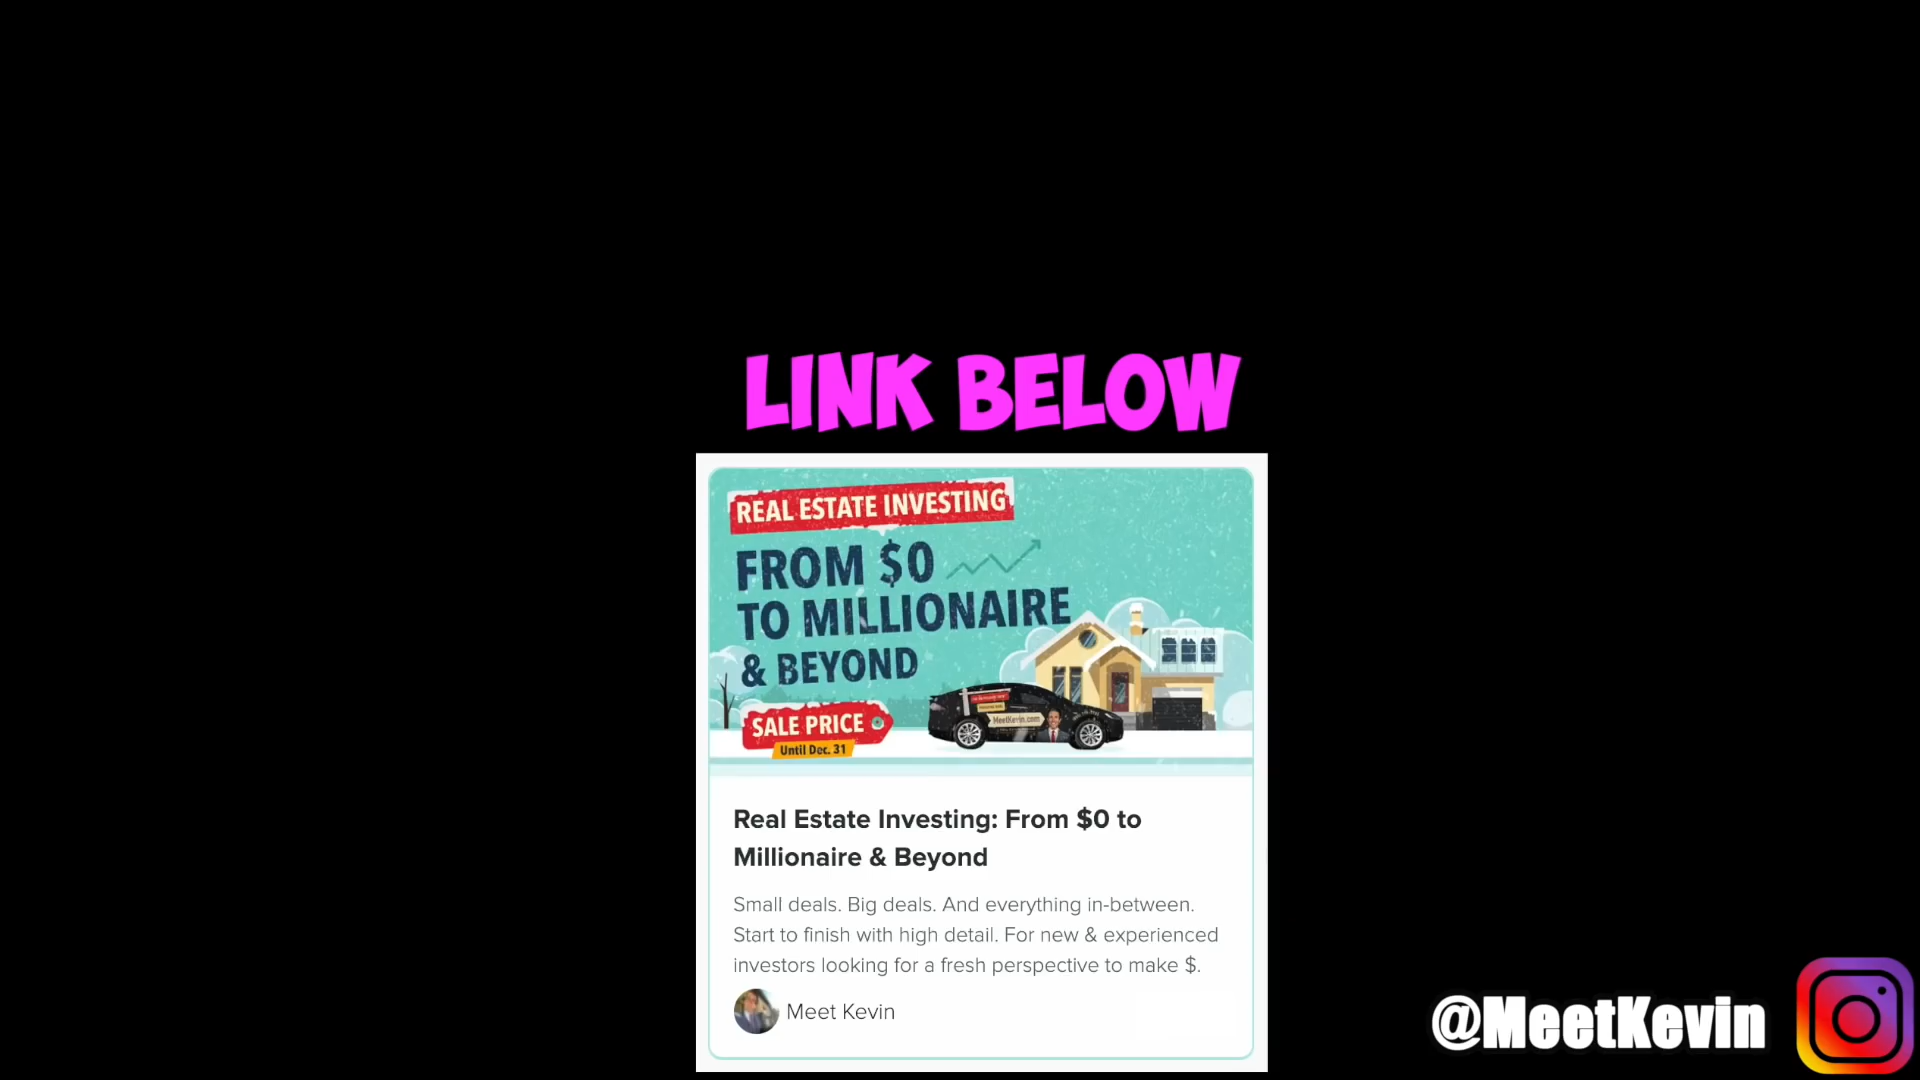 LINK BELOW
REAL ESTATE INVESTING
FROM $0
TO MILLIONAIRE
& BEYOND
SALE PRICE
Until Dec. 31
MeetKevin.com
Real Estate Investing: From $0 to
Millionaire & Beyond
Small deals. Big deals. And everything in-between.
Start to finish with high detail. For new & experienced
investors looking for a fresh perspective to make $.
Meet Kevin
@MeetKevin